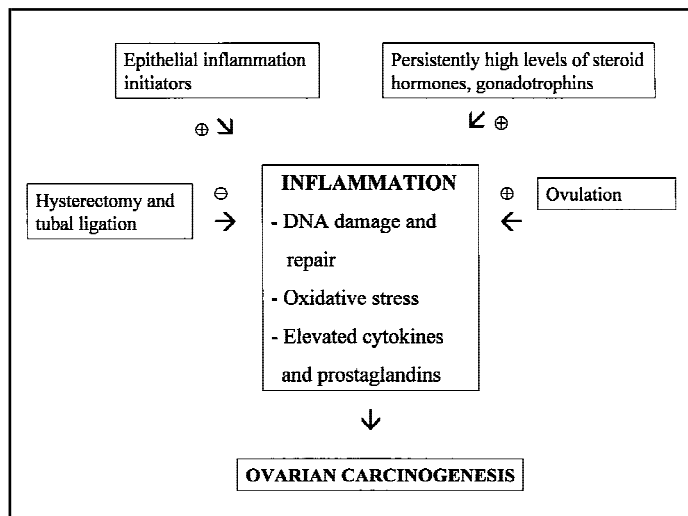 Epithelial inflammation
initiators
Persistently high levels of steroid
hormones, gonadotrophins
⊕
⊕
Hysterectomy and
tubal ligation
⊖
INFLAMMATION
- DNA damage and
repair
- Oxidative stress
- Elevated cytokines
and prostaglandins
⊕
Ovulation
OVARIAN CARCINOGENESIS